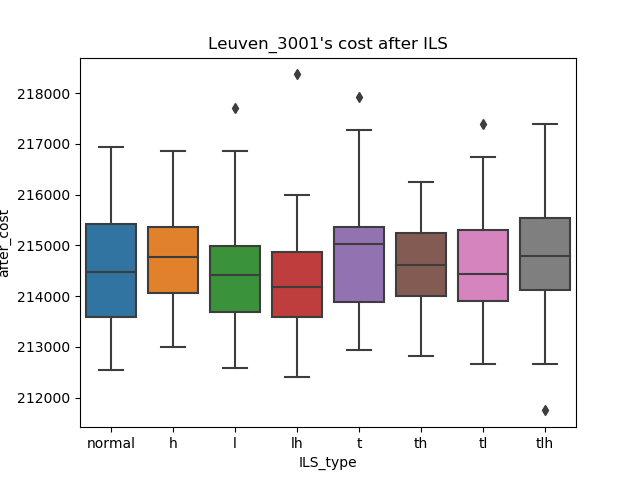 Leuven_3001's cost after ILS
218000
217000
216000
215000
214000
213000
212000
after_cost
normal h l lh t th tl tlh
ILS_type